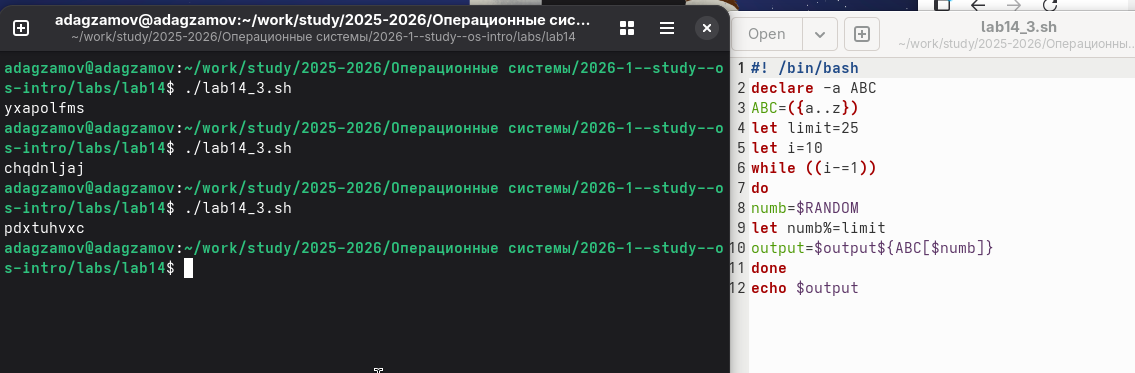 adagzamov@adagzamov:~/work/study/2025-2026/Операционные сис...
~/work/study/2025-2026/Операционные системы/2026-1--study--os-intro/labs/lab14
adagzamov@adagzamov:~/work/study/2025-2026/Операционные системы/2026-1--study--o
s-intro/labs/lab14$ ./lab14_3.sh
yxapolfms
adagzamov@adagzamov:~/work/study/2025-2026/Операционные системы/2026-1--study--o
s-intro/labs/lab14$ ./lab14_3.sh
chqdnljaj
adagzamov@adagzamov:~/work/study/2025-2026/Операционные системы/2026-1--study--o
s-intro/labs/lab14$ ./lab14_3.sh
pdxtuhvxc
adagzamov@adagzamov:~/work/study/2025-2026/Операционные системы/2026-1--study--o
s-intro/labs/lab14$
Open
lab14_3.sh
~/work/study/2025-2026/Операционны...
1 #! /bin/bash
2 declare -a ABC
3 ABC=({a..z})
4 let limit=25
5 let i=10
6 while ((i-=1))
7 do
8 numb=$RANDOM
9 let numb%=limit
10 output=$output${ABC[$numb]}
11 done
12 echo $output